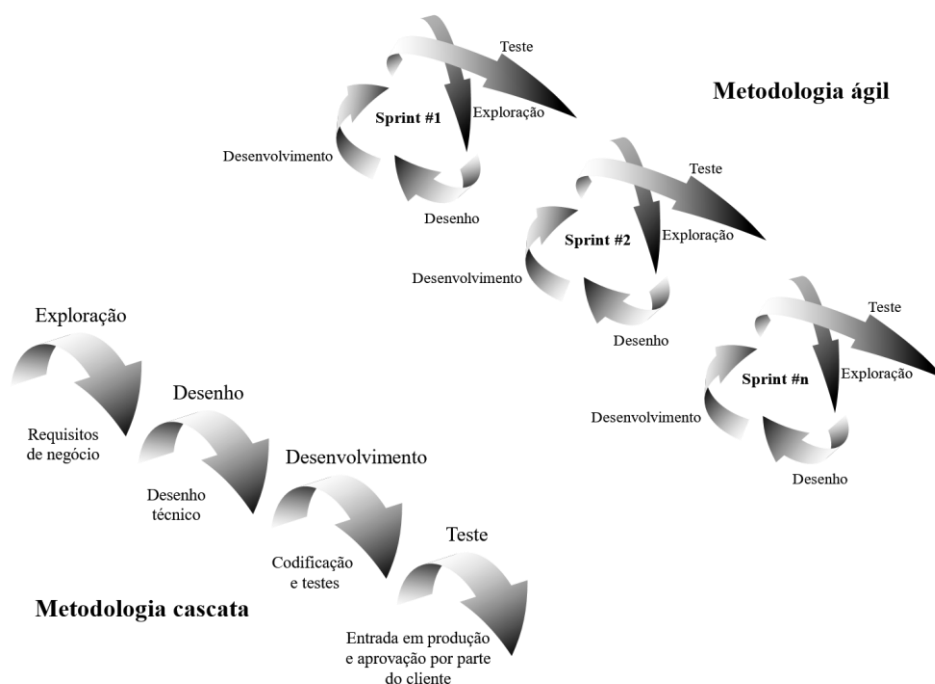 Teste
Metodologia ágil
Sprint #1
Exploração
Desenvolvimento
Desenho
Teste
Sprint #2
Exploração
Desenvolvimento
Desenho
Teste
Sprint #n
Exploração
Desenvolvimento
Desenho
Exploração
Requisitos
de negócio
Desenho
Desenho
técnico
Desenvolvimento
Codificação
e testes
Teste
Entrada em produção
e aprovação por parte
do cliente
Metodologia cascata